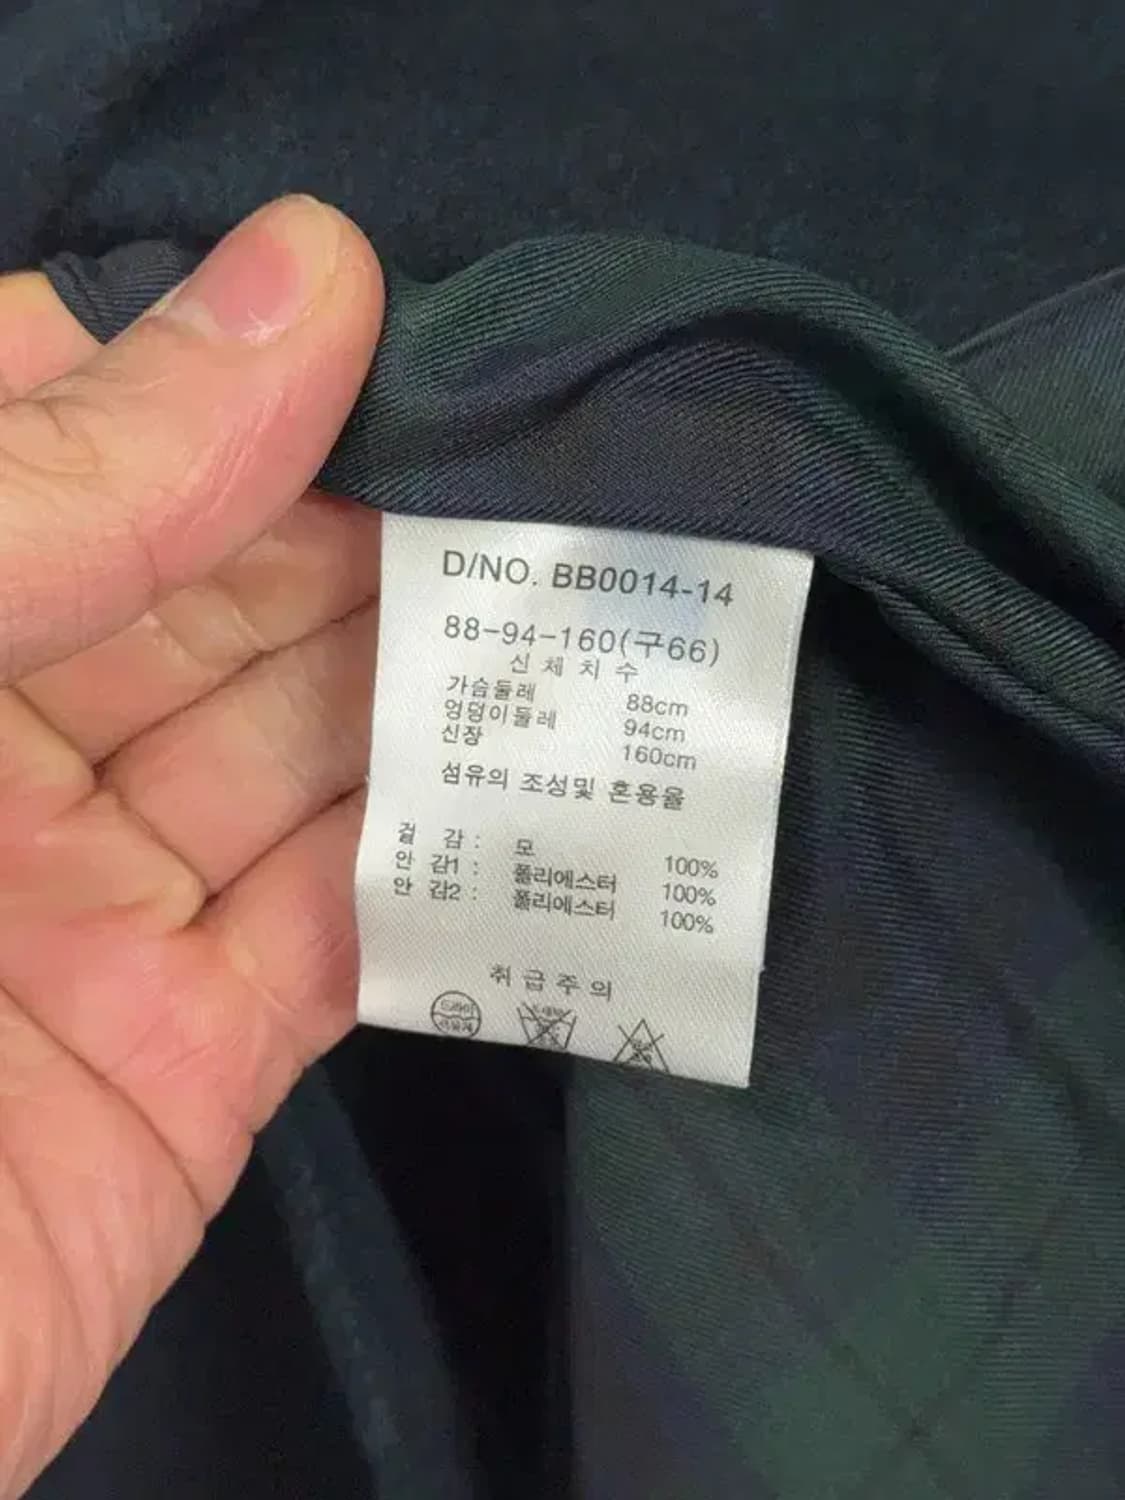 D/NO. BB0014-14
88-94-160(구66)
신 체 치 수
가슴둘레 88cm
엉덩이둘레 94cm
신장 160cm
섬유의 조성및 혼용율
겉 감 : 모 100%
안 감1 : 폴리에스터 100%
안 감2 : 폴리에스터 100%
취 급 주 의
드라이